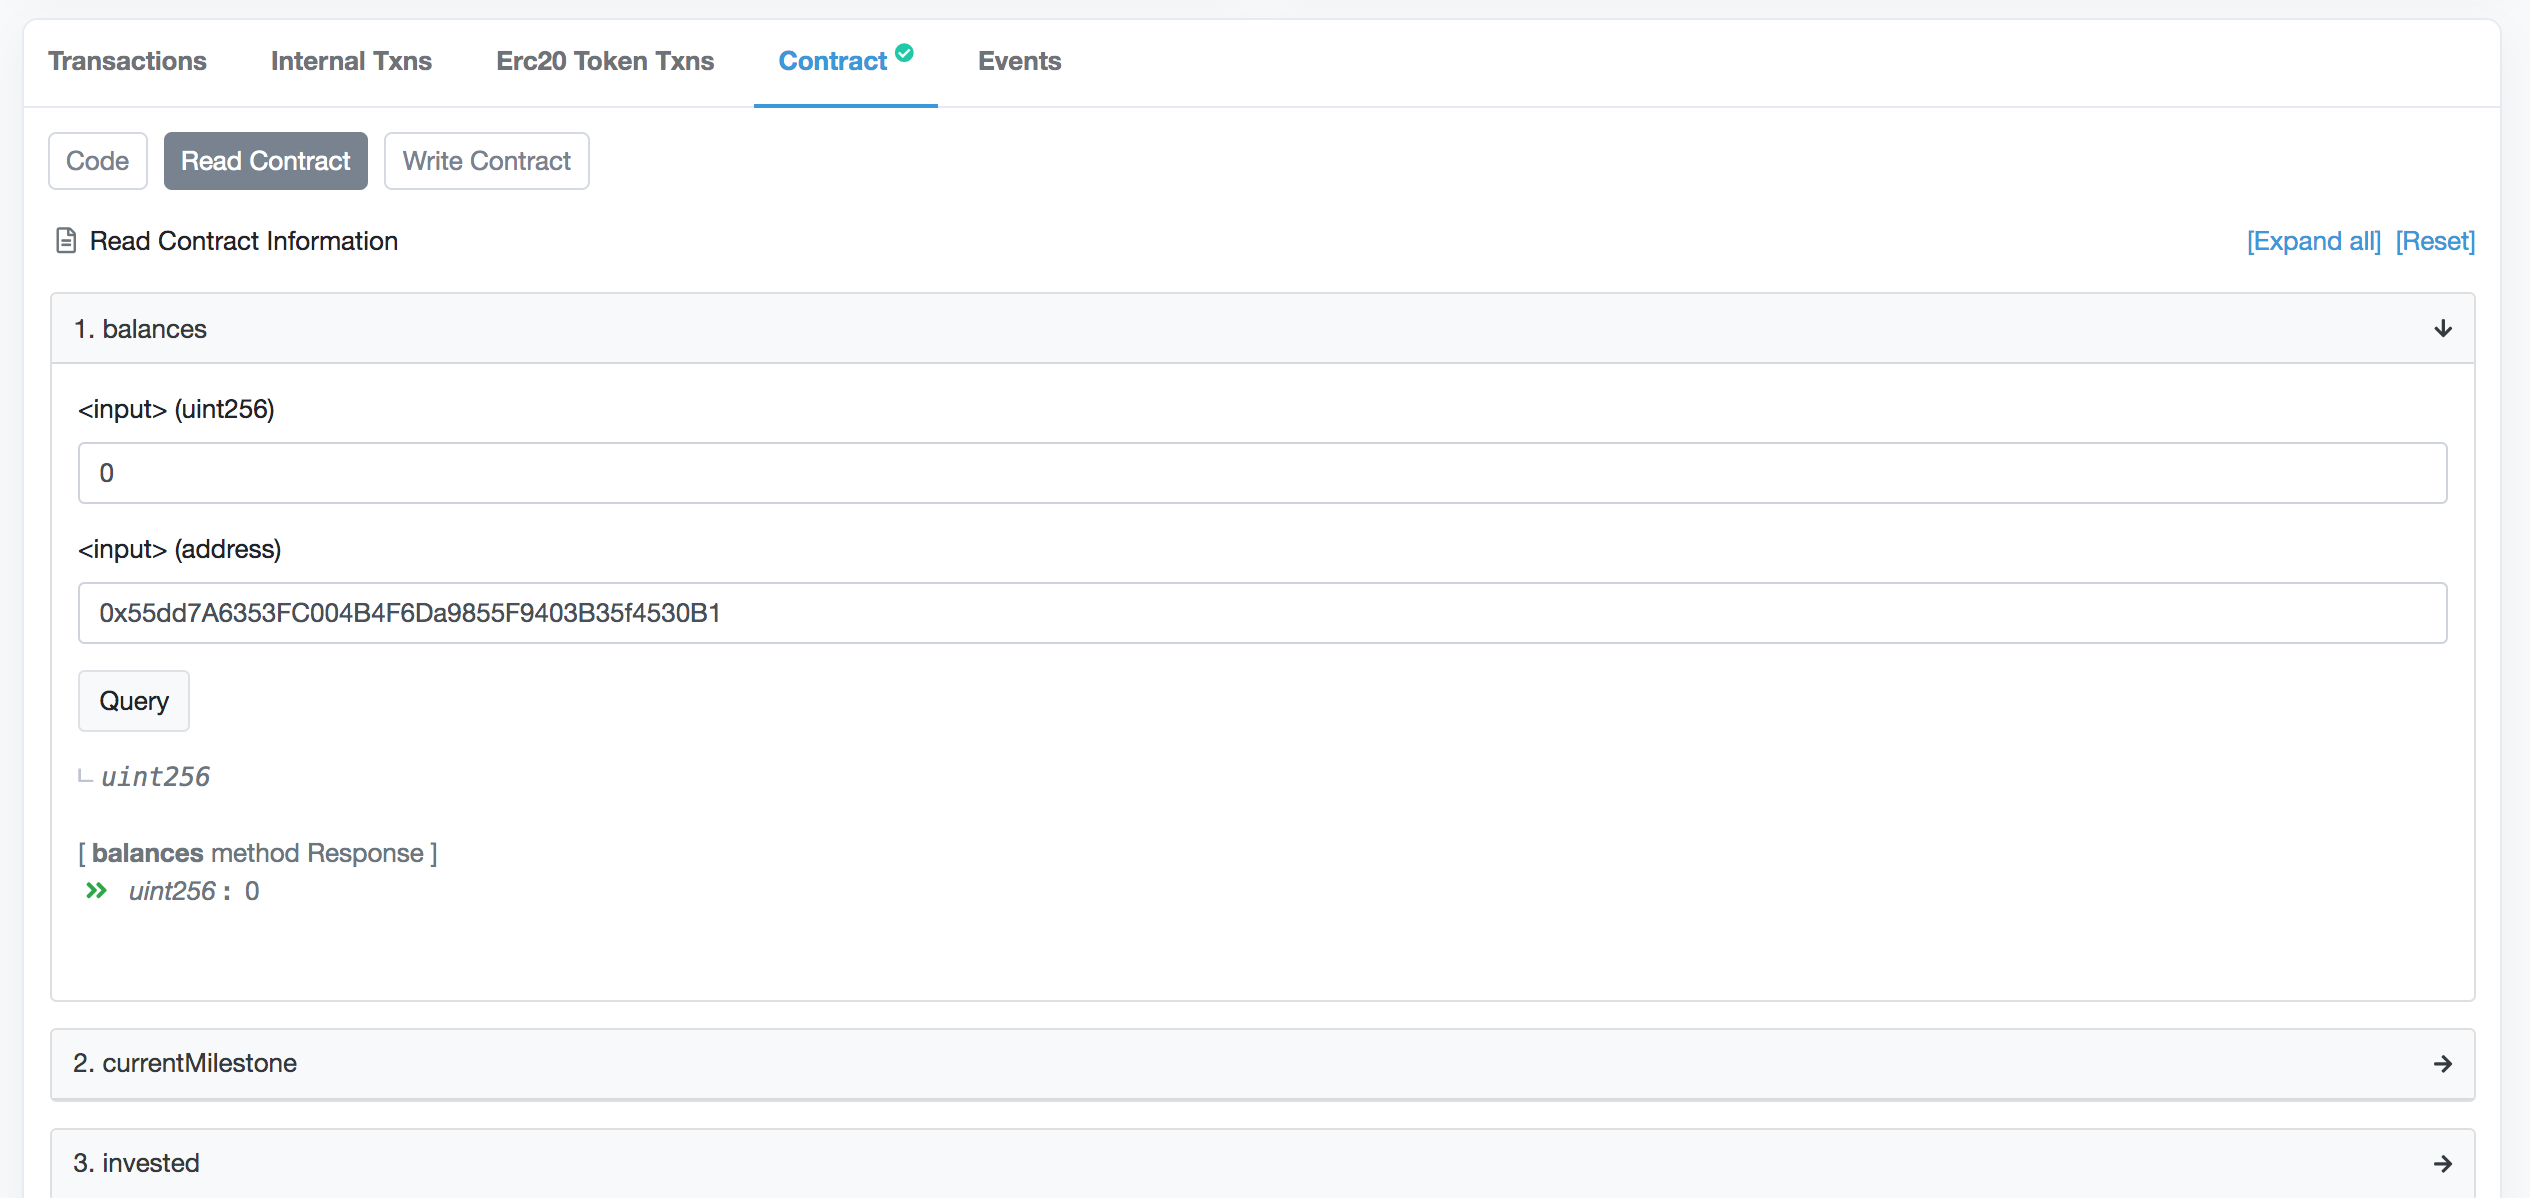 Transactions Internal Txns Erc20 Token Txns Contract Events
Code Read Contract Write Contract
Read Contract Information [Expand all] [Reset]
1. balances
<input> (uint256)
0
<input> (address)
0x55dd7A6353FC004B4F6Da9855F9403B35f4530B1
Query
uint256
[ balances method Response ]
uint256 : 0
2. currentMilestone
3. invested